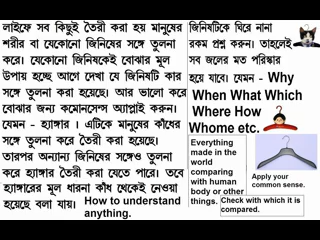 লাইফে সব কিছুই তৈরী করা হয় মানুষের
শরীর বা যেকোনো জিনিষের সঙ্গে তুলনা
করে। যেকোনো জিনিষকেই বোঝার মূল
উপায় হচ্ছে আগে দেখা যে জিনিষটি কার
সঙ্গে তুলনা করা হয়েছে। আর ভালো করে
বোঝার জন্য কমোনসেন্স অ্যাপ্লাই করুন।
যেমন - হ্যাঙ্গার । এটিকে মানুষের কাঁধের
সঙ্গে তুলনা করে তৈরী করা হয়েছে।
তারপর অন্যান্য জিনিষের সঙ্গেও তুলনা
করে হ্যাঙ্গার তৈরী করা যেতে পারে। তবে
হ্যাঙ্গারের মূল ধারনা কাঁধ থেকেই নেওয়া
হয়েছে বলা যায়।
How to understand
anything.
জিনিষটিকে ঘিরে নানা
রকম প্রশ্ন করুন। তাহলেই
সব জলের মত পরিষ্কার
হয়ে যাবে। যেমন - Why
When What Which
Where How
Whome etc.
Everything
made in the
world
comparing
with human
body or other
things.
Apply your
common sense.
Check with which it is
compared.